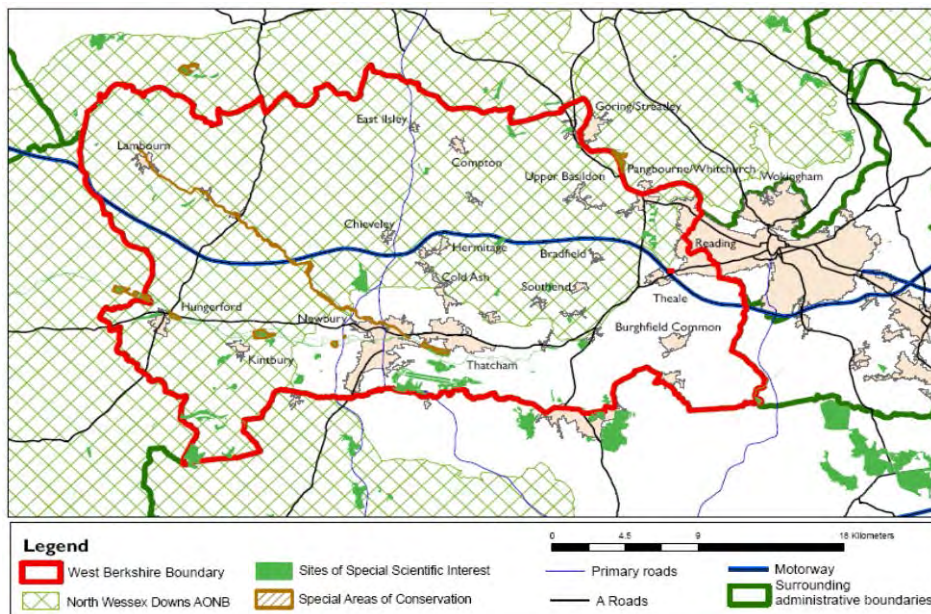 Goring/Streatley
East Ilsley
Lambourn
Compton
Pangbourne/Whitchurch
Upper Basildon
Wokingham
Chieveley
Hermitage
Bradfield
Reading
Cold Ash
Southend
Theale
Hungerford
Newbury
Burghfield Common
Kintbury
Thatcham
Legend
West Berkshire Boundary
North Wessex Downs AONB
Sites of Special Scientific Interest
Special Areas of Conservation
0 4.5 9 18 Kilometers
Primary roads
A Roads
Motorway
Surrounding
administrative boundaries